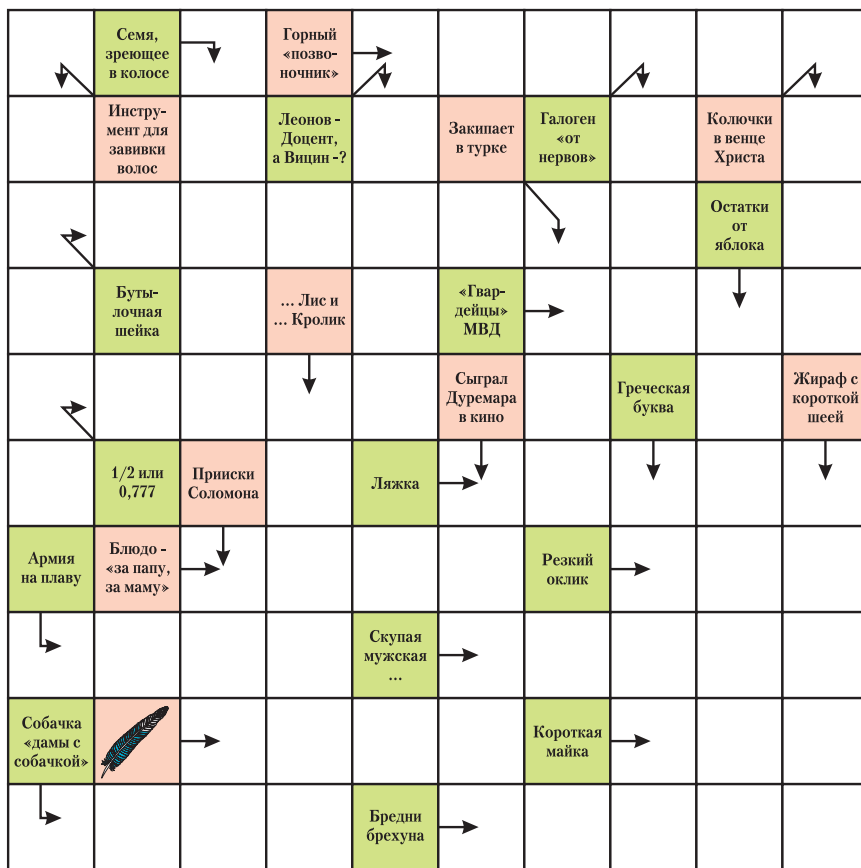 Семя,
зреющее
в колосе
Горный
«позво-
ночник»
Инстру-
мент для
завивки
волос
Леонов -
Доцент,
а Вицин -?
Закипает
в турке
Галоген
«от
нервов»
Колючки
в венце
Христа
Остатки
от
яблока
Буты-
лочная
шейка
... Лис и
... Кролик
«Гвар-
дейцы»
МВД
Сыграл
Дуремара
в кино
Греческая
буква
Жираф с
короткой
шеей
1/2 или
0,777
Прииски
Соломона
Ляжка
Армия
на плаву
Блюдо -
«за папу,
за маму»
Резкий
оклик
Скупая
мужская
...
Собачка
«дамы с
собачкой»
Короткая
майка
Бредни
брехуна